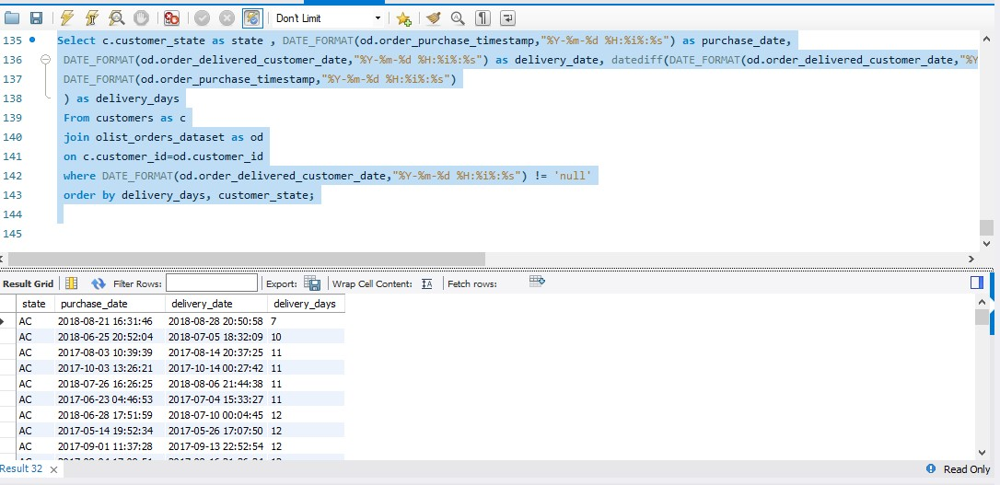 Don't Limit
135 Select c.customer_state as state , DATE_FORMAT(od.order_purchase_timestamp,"%Y-%m-%d %H:%i%:%s") as purchase_date,
136 DATE_FORMAT(od.order_delivered_customer_date,"%Y-%m-%d %H:%i%:%s") as delivery_date, datediff(DATE_FORMAT(od.order_delivered_customer_date,"%Y
137 DATE_FORMAT(od.order_purchase_timestamp,"%Y-%m-%d %H:%i%:%s")
138 ) as delivery_days
139 From customers as c
140 join olist_orders_dataset as od
141 on c.customer_id=od.customer_id
142 where DATE_FORMAT(od.order_delivered_customer_date,"%Y-%m-%d %H:%i%:%s") != 'null'
143 order by delivery_days, customer_state;
144
145
Result Grid Filter Rows: Export: Wrap Cell Content: Fetch rows:
state purchase_date delivery_date delivery_days
AC 2018-08-21 16:31:46 2018-08-28 20:50:58 7
AC 2018-06-25 20:52:04 2018-07-05 18:32:09 10
AC 2017-08-03 10:39:39 2017-08-14 20:37:25 11
AC 2017-10-03 13:26:21 2017-10-14 00:27:42 11
AC 2018-07-26 16:26:25 2018-08-06 21:44:38 11
AC 2017-06-23 04:46:53 2017-07-04 15:33:27 11
AC 2018-06-28 17:51:59 2018-07-10 00:04:45 12
AC 2017-05-14 19:52:34 2017-05-26 17:07:50 12
AC 2017-09-01 11:37:28 2017-09-13 22:52:54 12
Result 32 Read Only